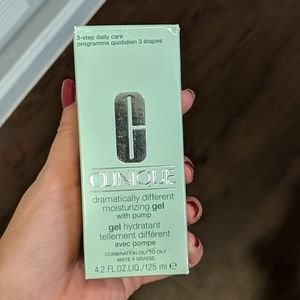 3-step daily care
programme quotidien 3 étapes
C
CLINIQUE
dramatically different
moisturizing gel
with pump
gel hydratant
tellement différent
avec pompe
COMBINATION OILY TO OILY
MIXTE À GRASSE
4.2 FL.OZ.LIQ./125 ml ℮